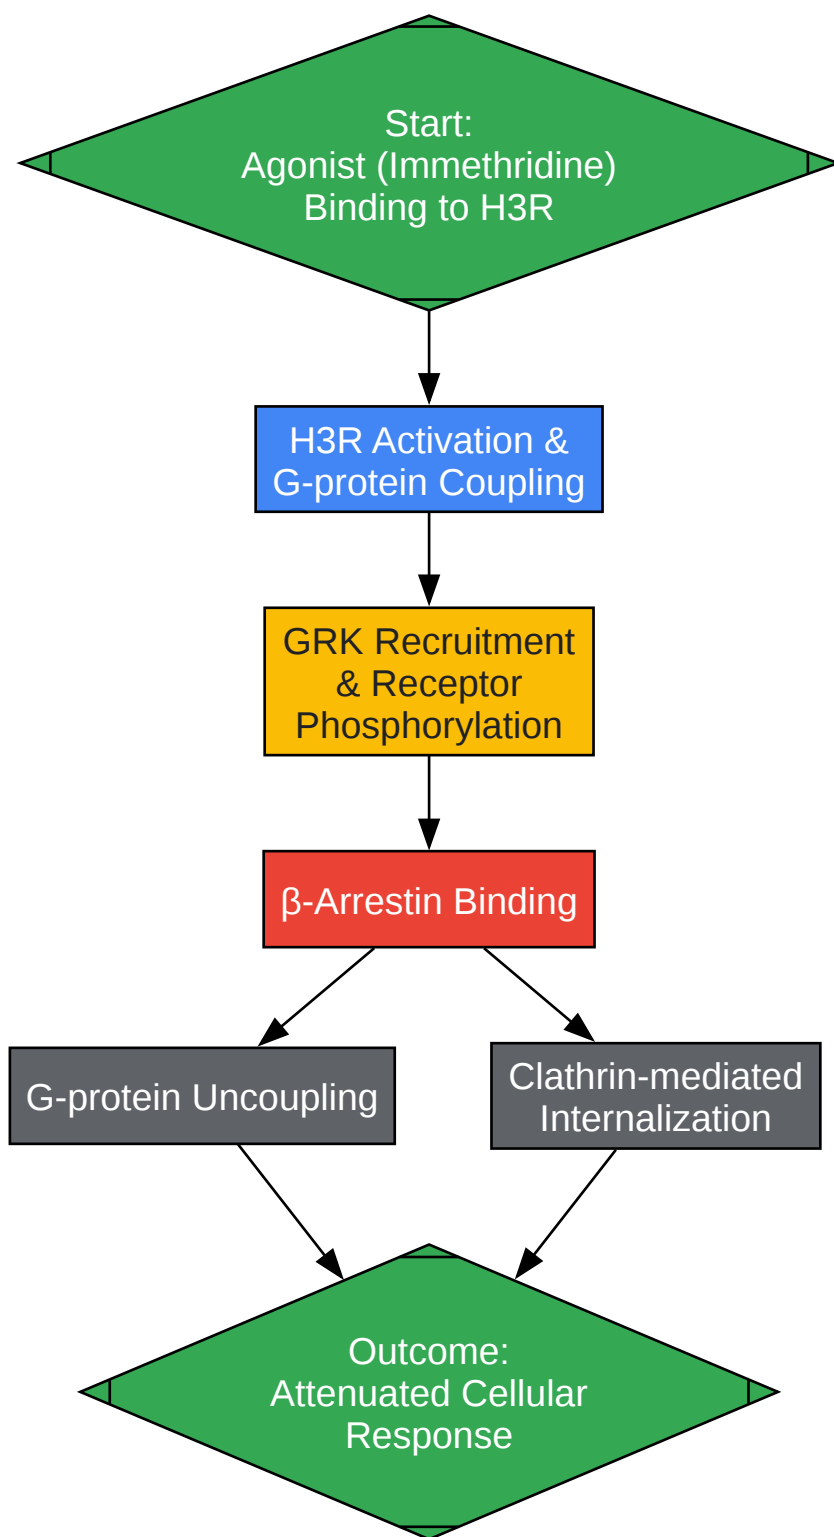 Start:
Agonist (Immethridine)
Binding to H3R
H3R Activation &
G-protein Coupling
GRK Recruitment
& Receptor
Phosphorylation
β-Arrestin Binding
G-protein Uncoupling
Clathrin-mediated
Internalization
Outcome:
Attenuated Cellular
Response